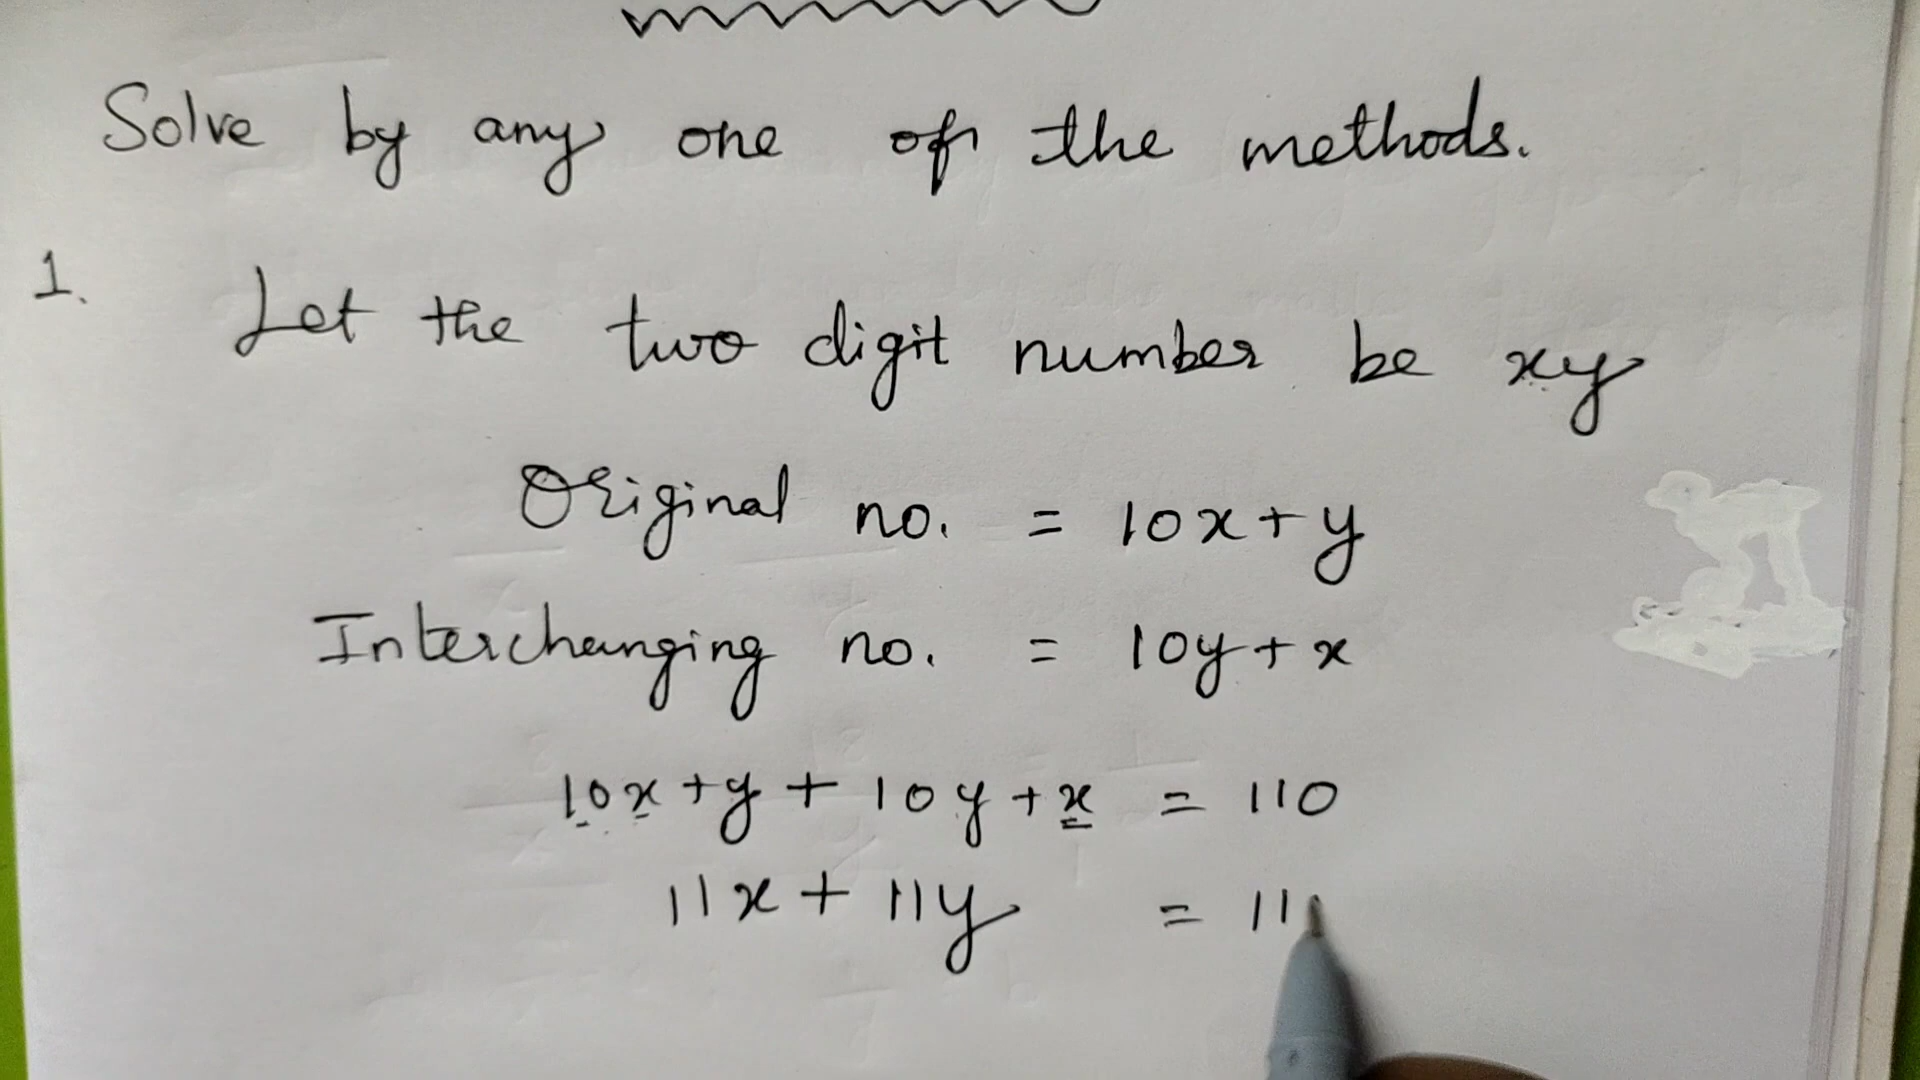 Solve by any one of the methods.
1. Let the two digit number be xy
Original no. = 10x+y
Interchanging no. = 10y+x
10x+y+10y+x = 110
11x+11y = 11